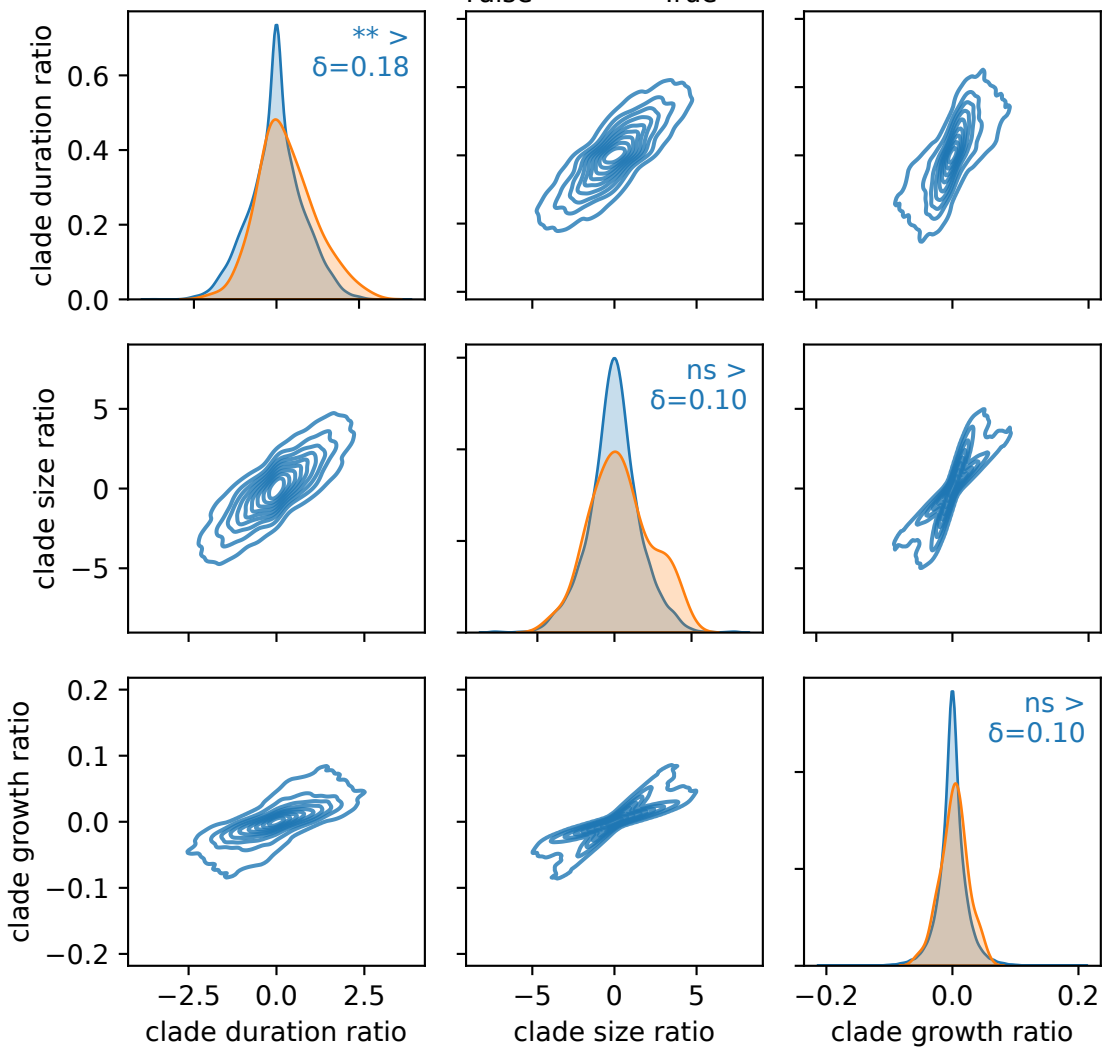 clade duration ratio
0.6
0.4
0.2
0.0
** >
δ=0.18
clade size ratio
5
0
−5
ns >
δ=0.10
clade growth ratio
0.2
0.1
0.0
−0.1
−0.2
ns >
δ=0.10
−2.5 0.0 2.5
−5 0 5
−0.2 0.0 0.2
clade duration ratio
clade size ratio
clade growth ratio